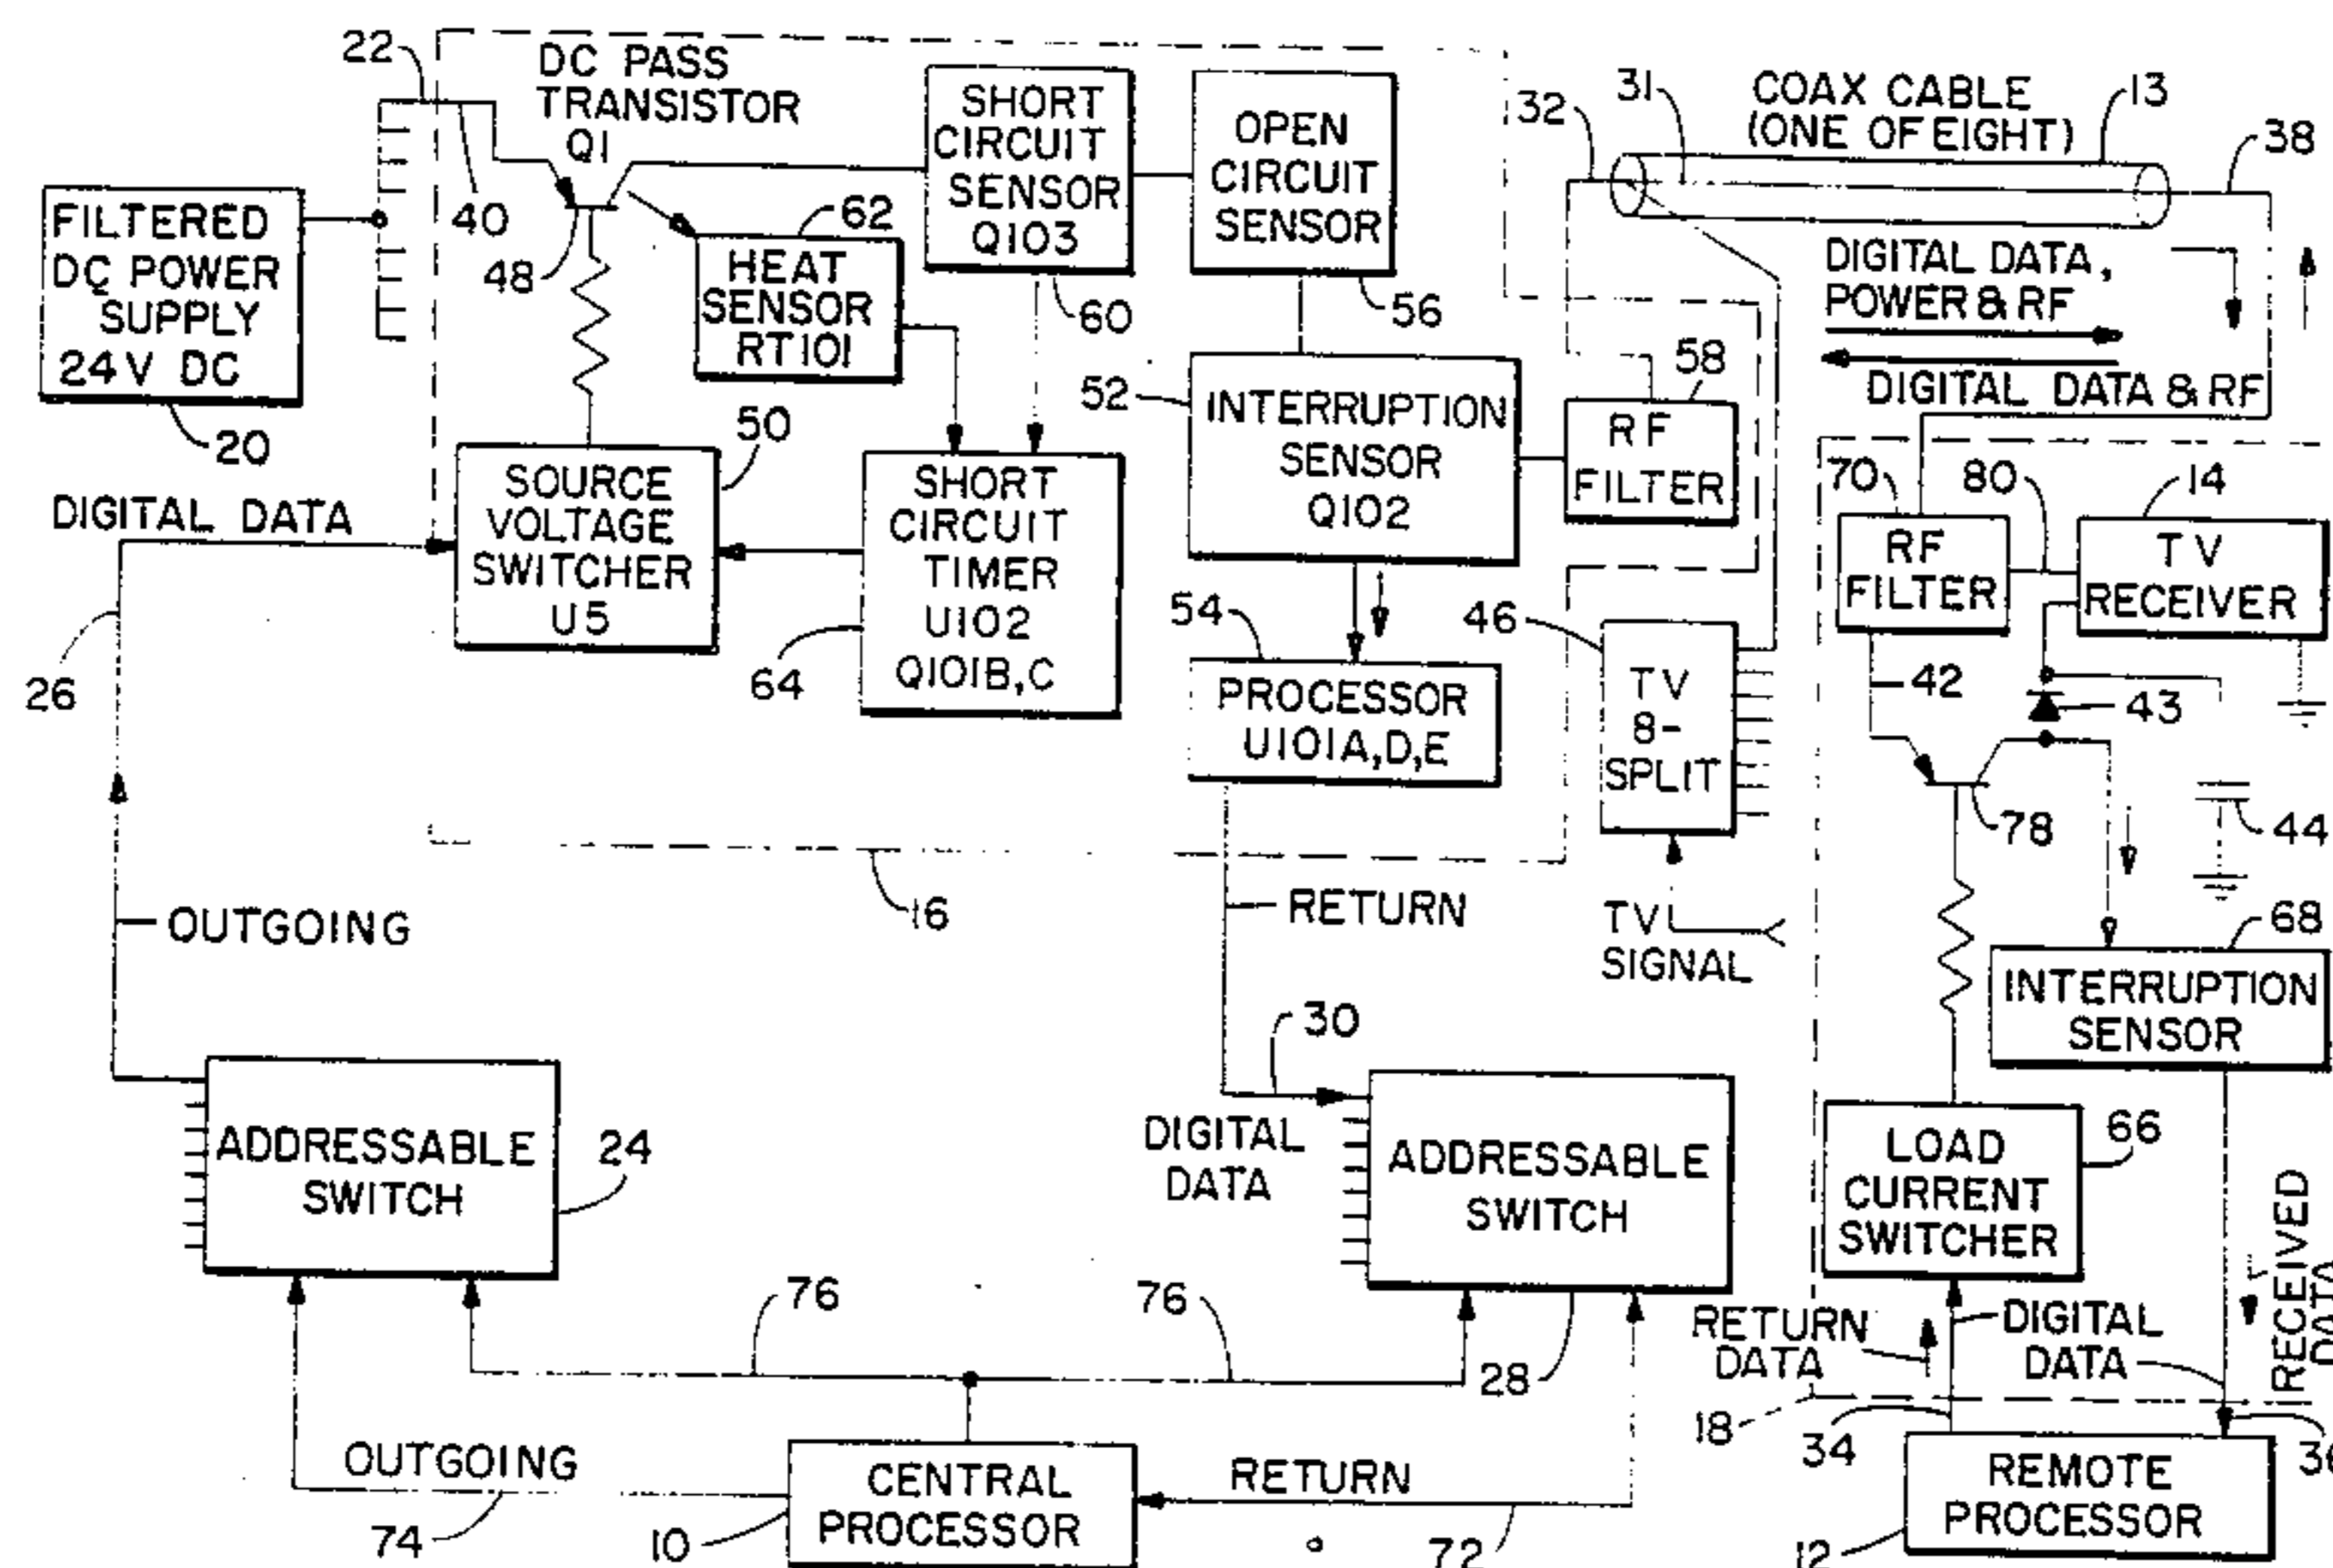 22
DC PASS
TRANSISTOR
Q1
40
48
FILTERED
DC POWER
SUPPLY
24V DC
20
62
HEAT
SENSOR
RT101
SHORT
CIRCUIT
SENSOR
Q103
60
OPEN
CIRCUIT
SENSOR
56
32
31
COAX CABLE
(ONE OF EIGHT)
13
38
DIGITAL DATA,
POWER & RF
DIGITAL DATA & RF
DIGITAL DATA
26
50
SOURCE
VOLTAGE
SWITCHER
U5
SHORT
CIRCUIT
TIMER
U102
Q101B,C
64
52
INTERRUPTION
SENSOR
Q102
58
RF
FILTER
54
PROCESSOR
U101A,D,E
46
TV
8-
SPLIT
TV
SIGNAL
70
RF
FILTER
80
14
TV
RECEIVER
42
43
78
44
16
OUTGOING
RETURN
30
DIGITAL
DATA
68
INTERRUPTION
SENSOR
ADDRESSABLE
SWITCH
24
ADDRESSABLE
SWITCH
28
LOAD
CURRENT
SWITCHER
66
76
76
RETURN
DATA
DIGITAL
DATA
RECEIVED
DATA
18
34
36
OUTGOING
74
CENTRAL
PROCESSOR
10
RETURN
72
REMOTE
PROCESSOR
12